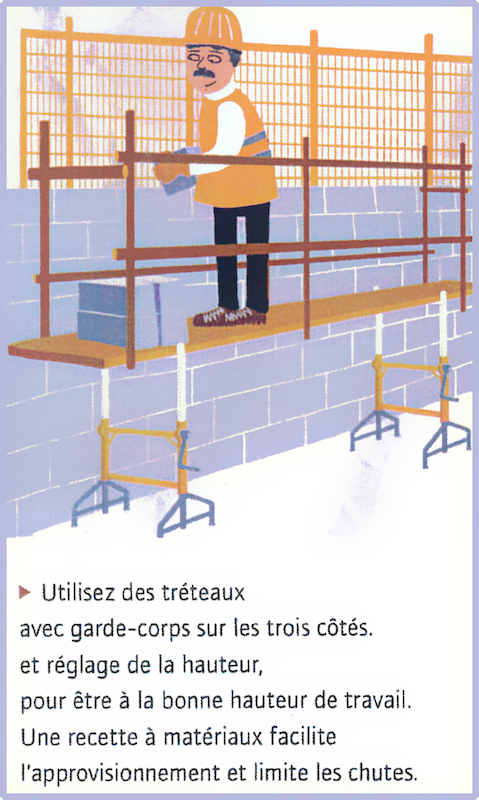 Utilisez des tréteaux
avec garde-corps sur les trois côtés.
et réglage de la hauteur,
pour être à la bonne hauteur de travail.
Une recette à matériaux facilite
l'approvisionnement et limite les chutes.